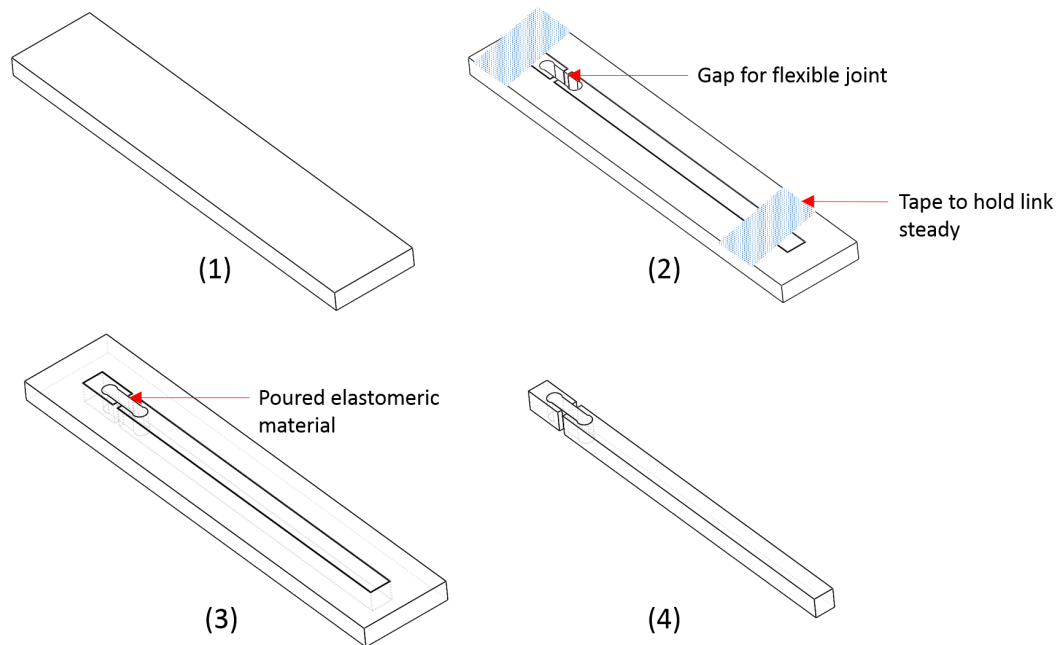 Gap for flexible joint
Tape to hold link
steady
(1)
(2)
Poured elastomeric
material
(3)
(4)